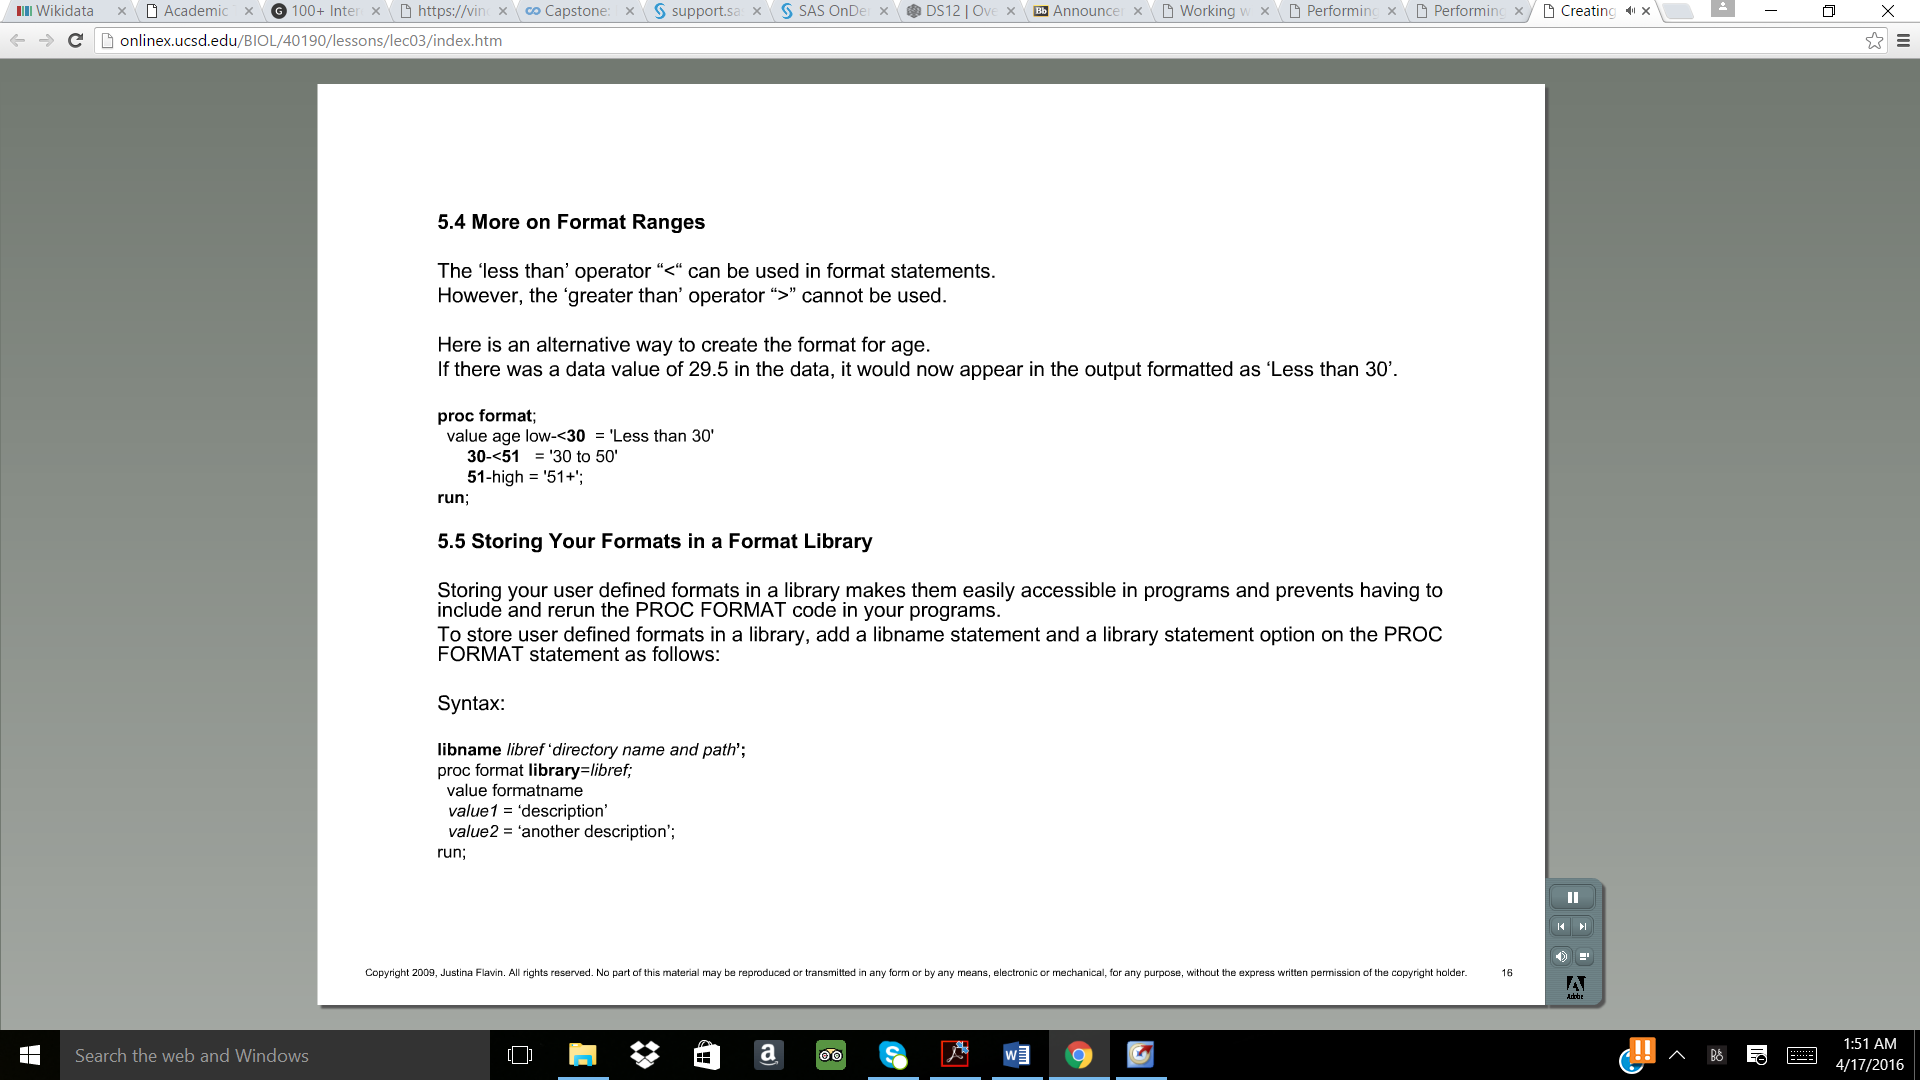 Wikidata
Academic
100+ Inter
https://vin
Capstone:
support.sa
SAS OnDe
DS12 | Ove
Bb Announce
Working w
Performing
Performing
Creating
onlinex.ucsd.edu/BIOL/40190/lessons/lec03/index.htm
5.4 More on Format Ranges
The ‘less than’ operator “<“ can be used in format statements.
However, the ‘greater than’ operator “>” cannot be used.
Here is an alternative way to create the format for age.
If there was a data value of 29.5 in the data, it would now appear in the output formatted as ‘Less than 30’.
proc format;
value age low-<30 = 'Less than 30'
30-<51 = '30 to 50'
51-high = '51+';
run;
5.5 Storing Your Formats in a Format Library
Storing your user defined formats in a library makes them easily accessible in programs and prevents having to
include and rerun the PROC FORMAT code in your programs.
To store user defined formats in a library, add a libname statement and a library statement option on the PROC
FORMAT statement as follows:
Syntax:
libname libref ‘directory name and path’;
proc format library=libref;
value formatname
value1 = ‘description’
value2 = ‘another description’;
run;
Copyright 2009, Justina Flavin. All rights reserved. No part of this material may be reproduced or transmitted in any form or by any means, electronic or mechanical, for any purpose, without the express written permission of the copyright holder. 16
Adobe
Search the web and Windows
1:51 AM
4/17/2016